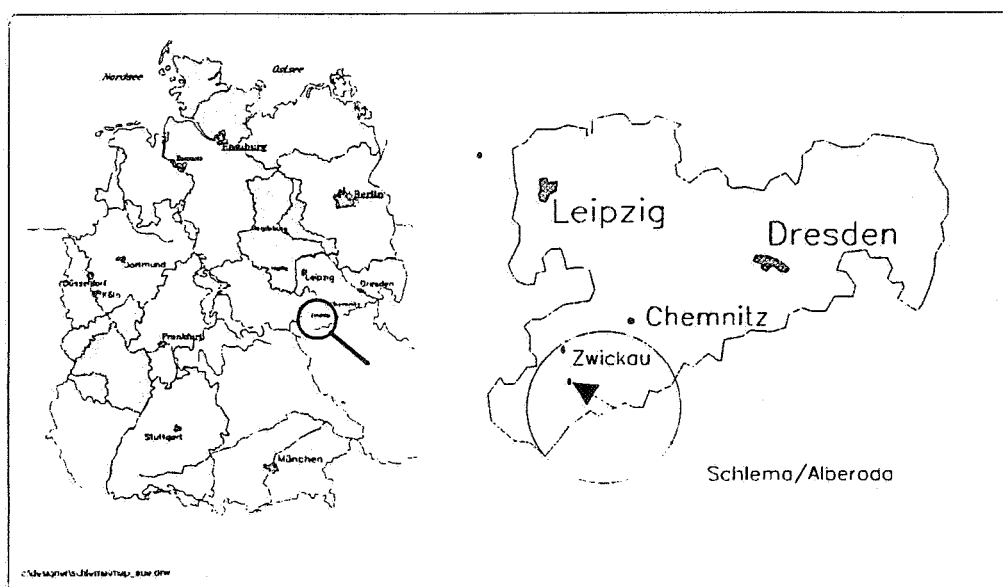 Nordsee
Ostsee
Hamburg
Berlin
Dortmund
Düsseldorf
Köln
Leipzig
Dresden
Frankfurt
Stuttgart
München
Leipzig
Dresden
Chemnitz
Zwickau
Schlema/Alberoda